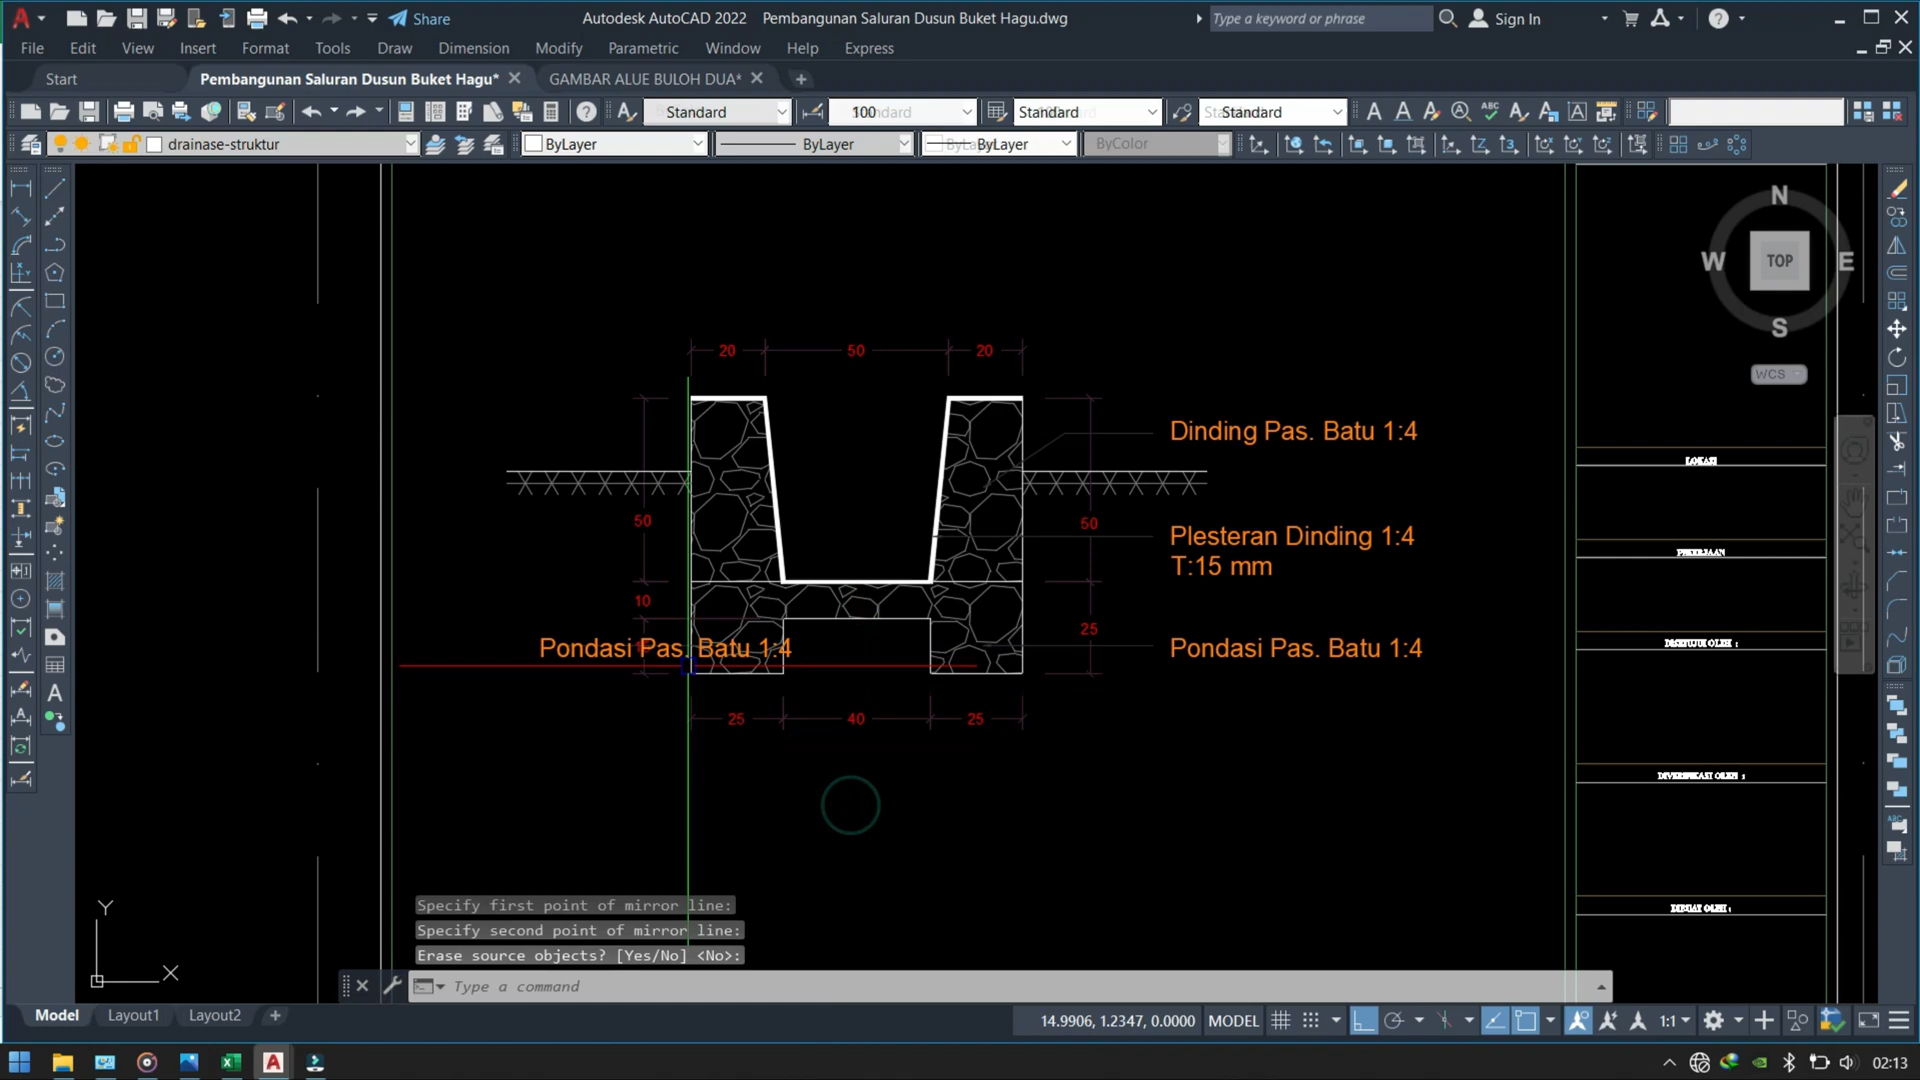 Share
Autodesk AutoCAD 2022 Pembangunan Saluran Dusun Buket Hagu.dwg
Type a keyword or phrase
Sign In
File Edit View Insert Format Tools Draw Dimension Modify Parametric Window Help Express
Start
Pembangunan Saluran Dusun Buket Hagu*
GAMBAR ALUE BULOH DUA*
Standard
100
Standard
Standard
drainase-struktur
ByLayer
ByLayer
ByLayer
ByColor
N
W
TOP
E
S
WCS
20
50
20
Dinding Pas. Batu 1:4
50
50
Plesteran Dinding 1:4
T:15 mm
10
25
Pondasi Pas. Batu 1:4
Pondasi Pas. Batu 1:4
25
40
25
LOKASI
PEKERJAAN
DISETUJUI OLEH :
DIVERIFIKASI OLEH :
DIBUAT OLEH :
Y
X
Specify first point of mirror line:
Specify second point of mirror line:
Erase source objects? [Yes/No] <No>:
Type a command
Model
Layout1
Layout2
14.9906, 1.2347, 0.0000
MODEL
1:1
02:13